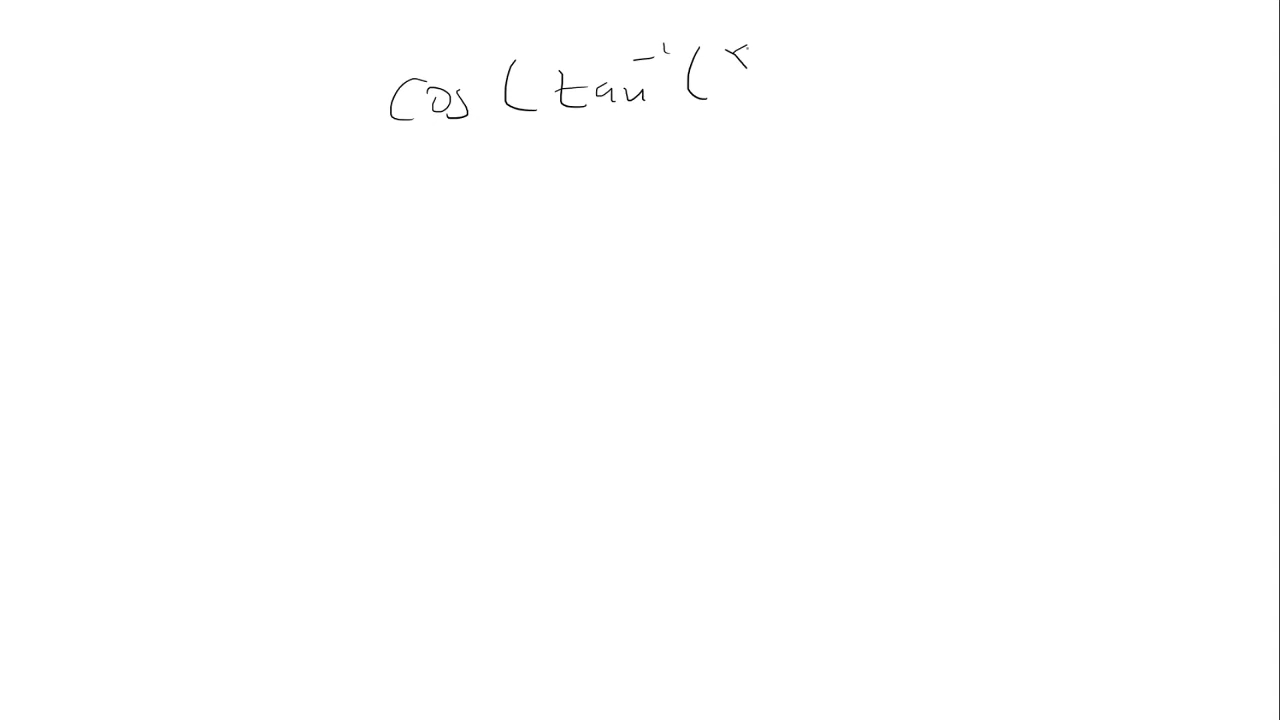 cos ( tan⁻¹ ( x